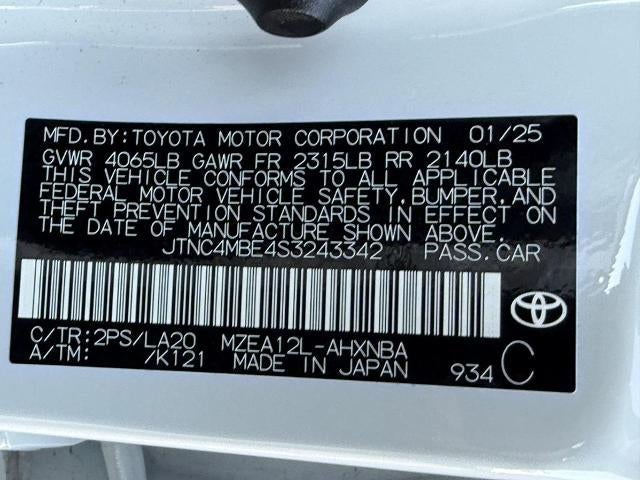 MFD. BY: TOYOTA MOTOR CORPORATION 01/25
GVWR 4065LB GAWR FR 2315LB RR 2140LB
THIS VEHICLE CONFORMS TO ALL APPLICABLE
FEDERAL MOTOR VEHICLE SAFETY, BUMPER, AND
THEFT PREVENTION STANDARDS IN EFFECT ON
THE DATE OF MANUFACTURE SHOWN ABOVE.
JTNC4MBE4S3243342 PASS. CAR
C/TR: 2PS/LA20 MZEA12L-AHXNBA
A/TM: /K121 MADE IN JAPAN 934 C